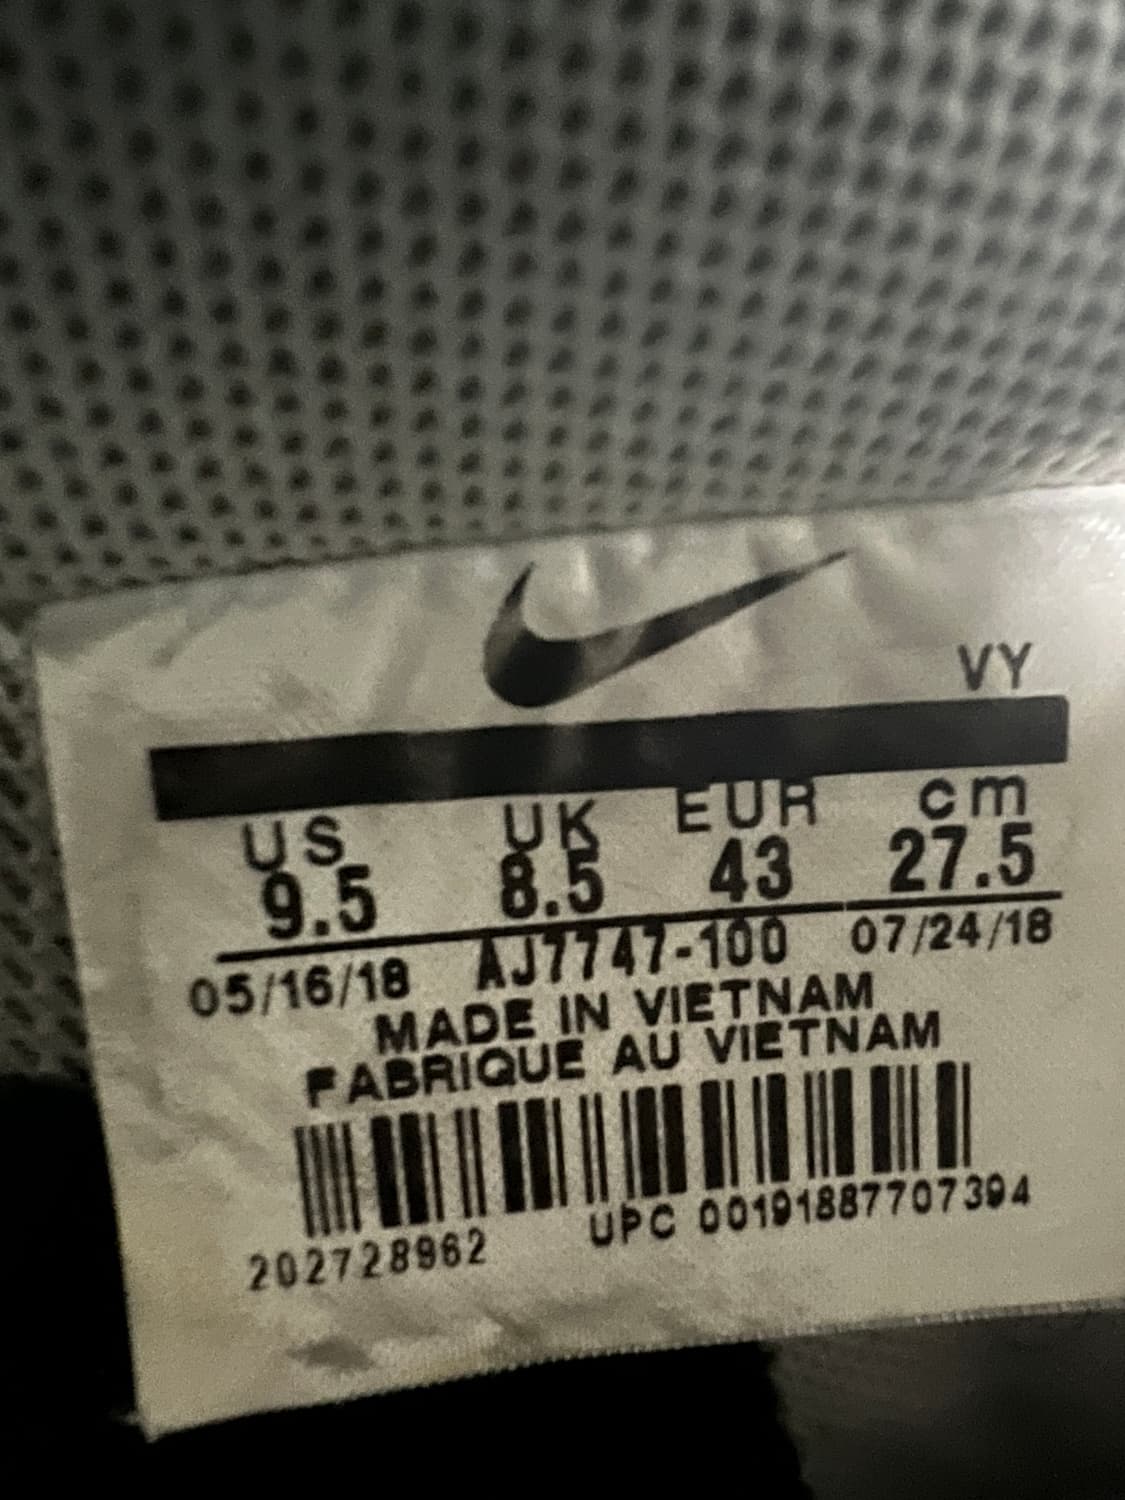 VY
US UK EUR cm
9.5 8.5 43 27.5
05/16/18 AJ7747-100 07/24/18
MADE IN VIETNAM
FABRIQUE AU VIETNAM
202728962 UPC 00191887707394